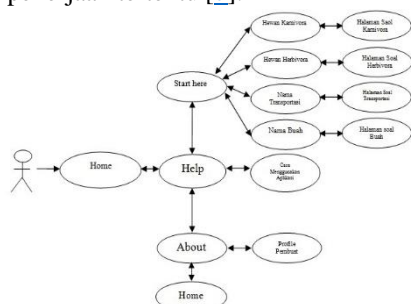 Hewan Karnivora
Halaman Saol
Karnivora
Hewan Herbivora
Halaman Soal
Herbivora
Start here
Nama
Transportasi
Halaman Soal
Transportasi
Nama Buah
Halaman soal
Buah
Home
Help
Cara
Menggunakan
Aplikasi
About
Profile
Pembuat
Home